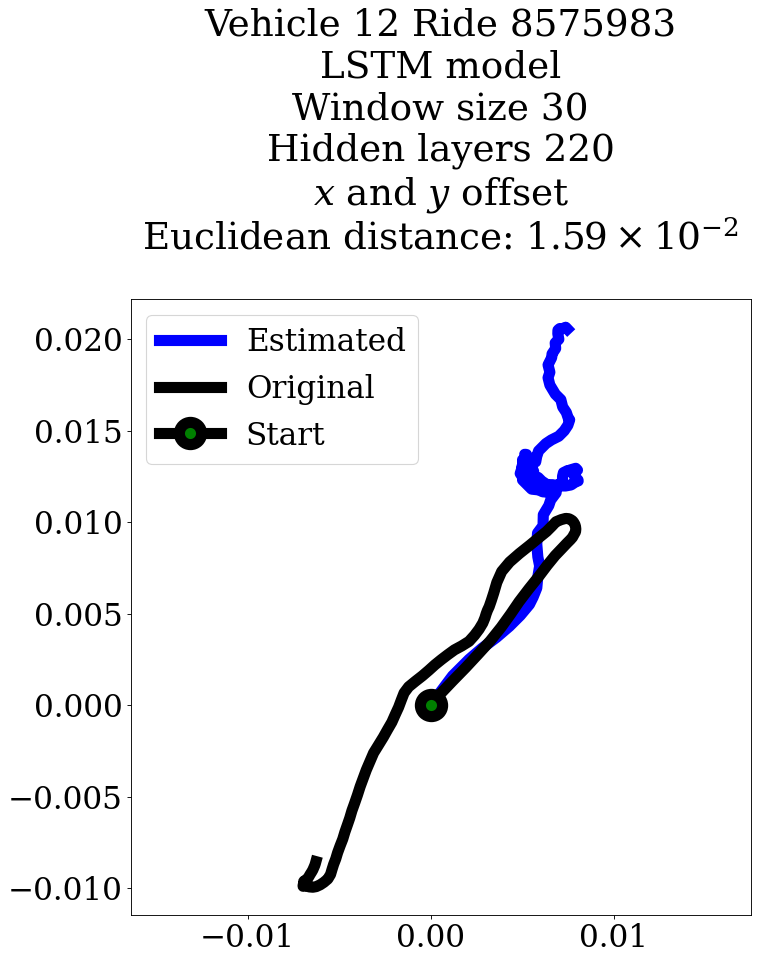 Vehicle 12 Ride 8575983
LSTM model
Window size 30
Hidden layers 220
x and y offset
Euclidean distance: 1.59 × 10⁻²
Estimated
Original
Start
0.020
0.015
0.010
0.005
0.000
−0.005
−0.010
−0.01 0.00 0.01